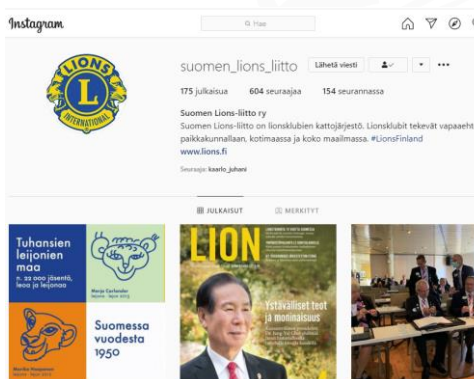 Instagram
Hae
LIONS
L
INTERNATIONAL
suomen_lions_liitto
Lähetä viesti
175 julkaisua 604 seuraajaa 154 seurannassa
Suomen Lions-liitto ry
Suomen Lions-liitto on lionsklubien kattojärjestö. Lionsklubit tekevät vapaaeht
paikkakunnallaan, kotimaassa ja koko maailmassa. #LionsFinland
www.lions.fi
Seuraaja: kaarlo_juhani
JULKAISUT MERKITYT
Tuhansien
leijonien
maa
n. 22 000 jäsentä,
leoa ja leijonaa
Suomessa
vuodesta
1950
LION
Ystävälliset teot
ja moninaisuus